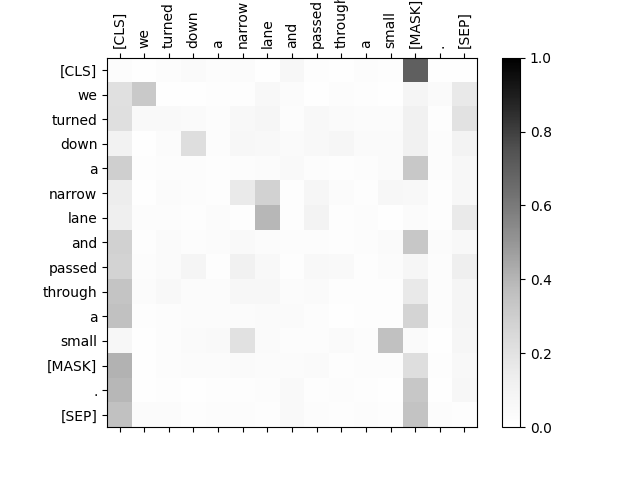 [CLS] we turned down a narrow lane and passed through a small [MASK] . [SEP]
[CLS]
we
turned
down
a
narrow
lane
and
passed
through
a
small
[MASK]
.
[SEP]
1.0
0.8
0.6
0.4
0.2
0.0